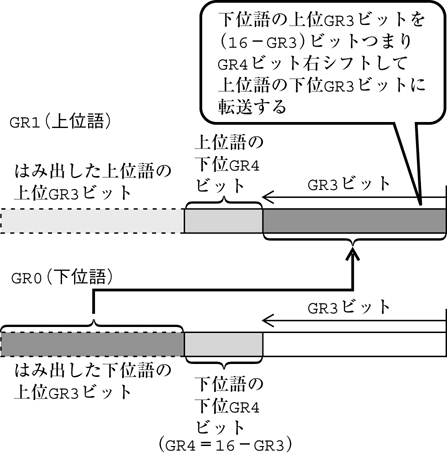 下位語の上位GR3ビットを
(16－GR3)ビットつまり
GR4ビット右シフトして
上位語の下位GR3ビットに
転送する
GR1(上位語)
上位語の
下位GR4
ビット
はみ出した上位語の
上位GR3ビット
GR3ビット
GR0(下位語)
GR3ビット
はみ出した下位語の
上位GR3ビット
下位語の
下位GR4
ビット
(GR4＝16－GR3)